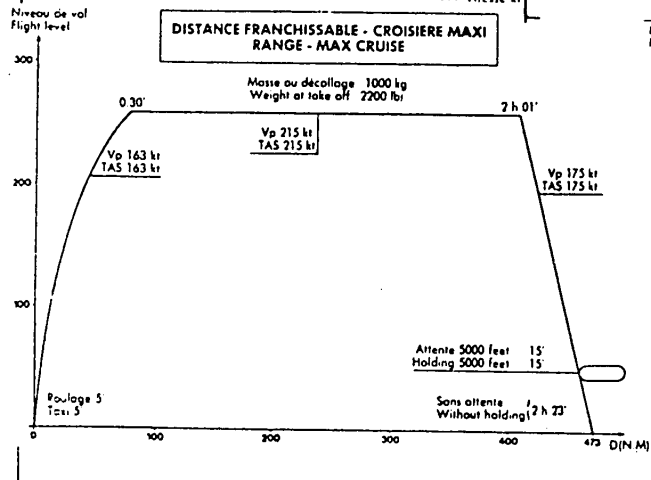 Niveau de vol
Flight level
DISTANCE FRANCHISSABLE - CROISIERE MAXI
RANGE - MAX CRUISE
300
Masse au décollage 1000 kg
Weight at take off 2200 lbs
0.30'
2 h 01'
Vp 215 kt
TAS 215 kt
Vp 163 kt
TAS 163 kt
Vp 175 kt
TAS 175 kt
200
100
Attente 5000 feet 15'
Holding 5000 feet 15'
Roulage 5'
Taxi 5'
Sans attente
Without holding
2 h 23'
0
100
200
300
400
473
D(N.M)